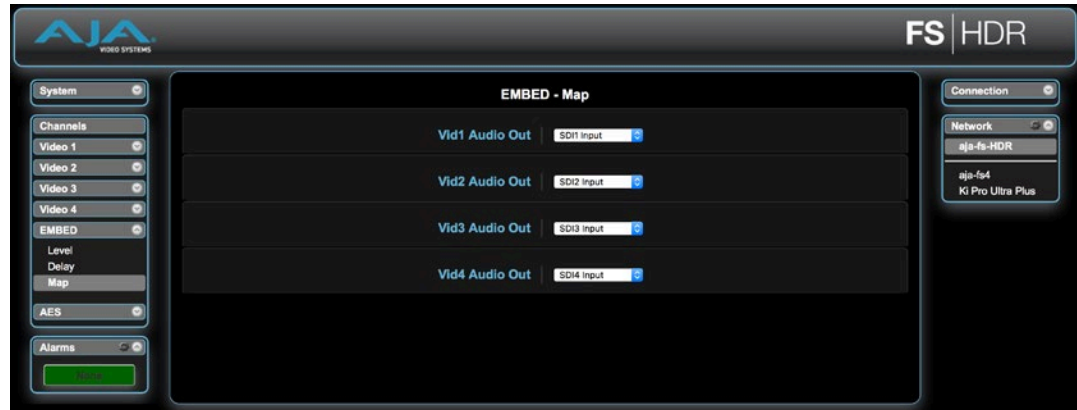 AJA
VIDEO SYSTEMS
FS|HDR
System
Channels
Video 1
Video 2
Video 3
Video 4
EMBED
Level
Delay
Map
AES
Alarms
None
EMBED - Map
Vid1 Audio Out SDI1 Input
Vid2 Audio Out SDI2 Input
Vid3 Audio Out SDI3 Input
Vid4 Audio Out SDI4 Input
Connection
Network
aja-fs-HDR
aja-fs4
Ki Pro Ultra Plus